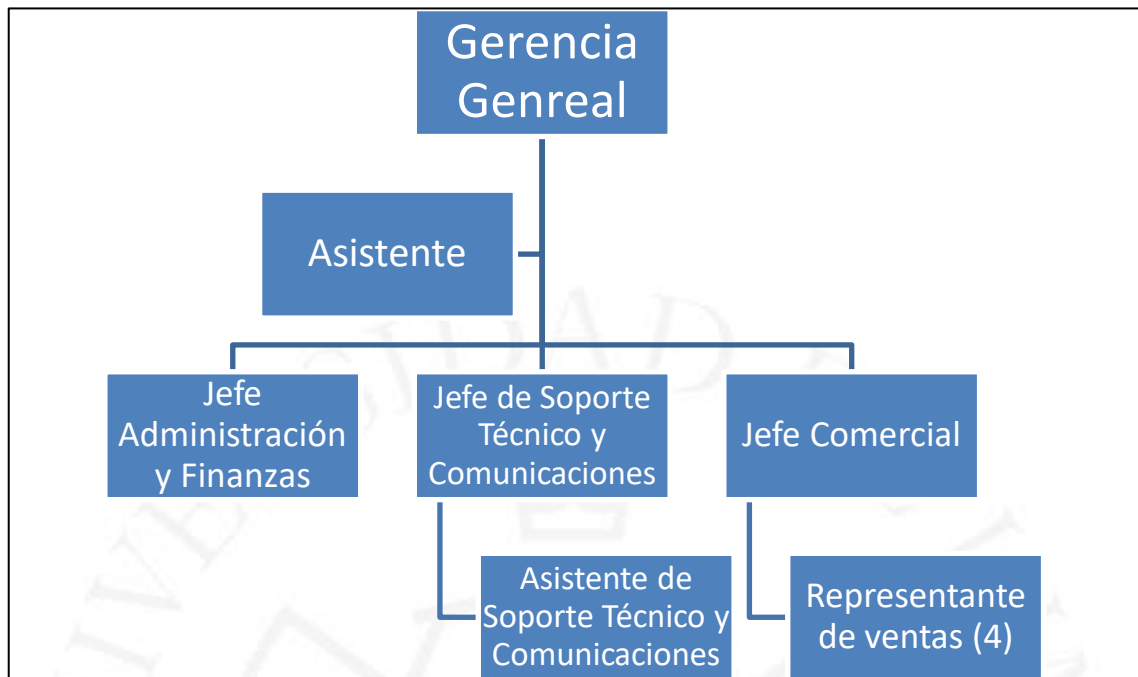 Gerencia
Genreal
Asistente
Jefe
Administración
y Finanzas
Jefe de Soporte
Técnico y
Comunicaciones
Jefe Comercial
Asistente de
Soporte Técnico y
Comunicaciones
Representante
de ventas (4)